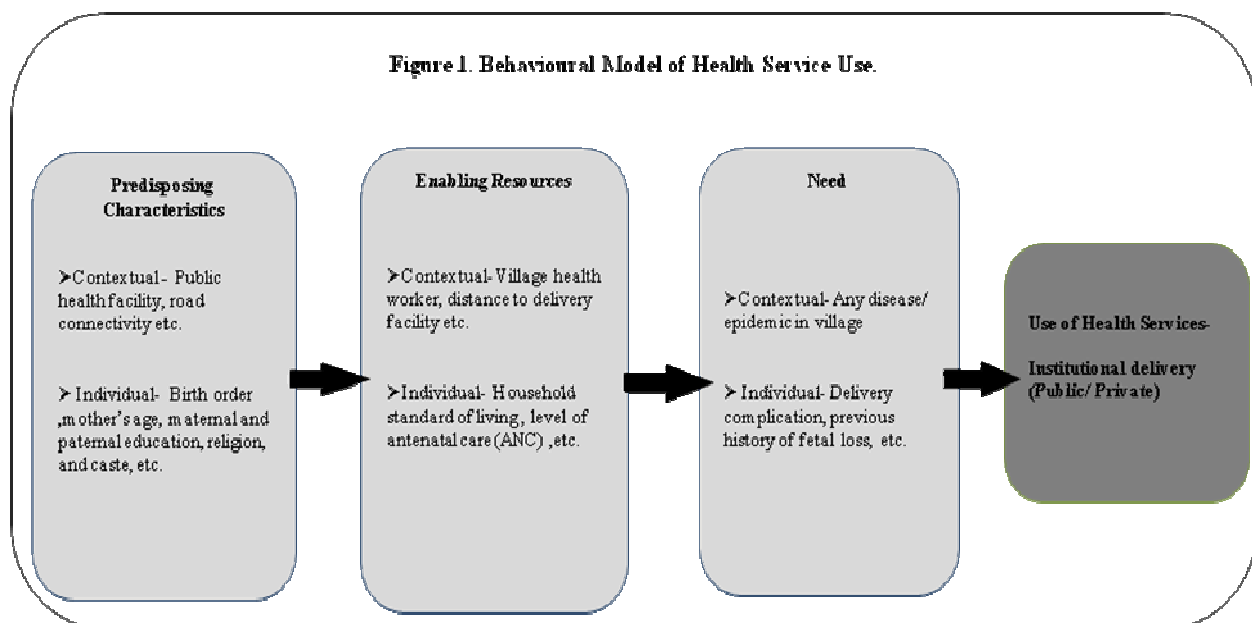 Figure 1. Behavioural Model of Health Service Use.
Predisposing
Characteristics
➢Contextual- Public
health facility, road
connectivity etc.
➢ Individual- Birth order
,mother's age, maternal and
paternal education, religion,
and caste, etc.
Enabling Resources
➢Contextual-Village health
worker, distance to delivery
facility etc.
➢Individual- Household
standard of living, level of
antenatal care (ANC) ,etc.
Need
➢Contextual-Any disease/
epidemic in village
➢ Individual-Delivery
complication, previous
history of fetal loss, etc.
Use of Health Services-
Institutional delivery
(Public/ Private)